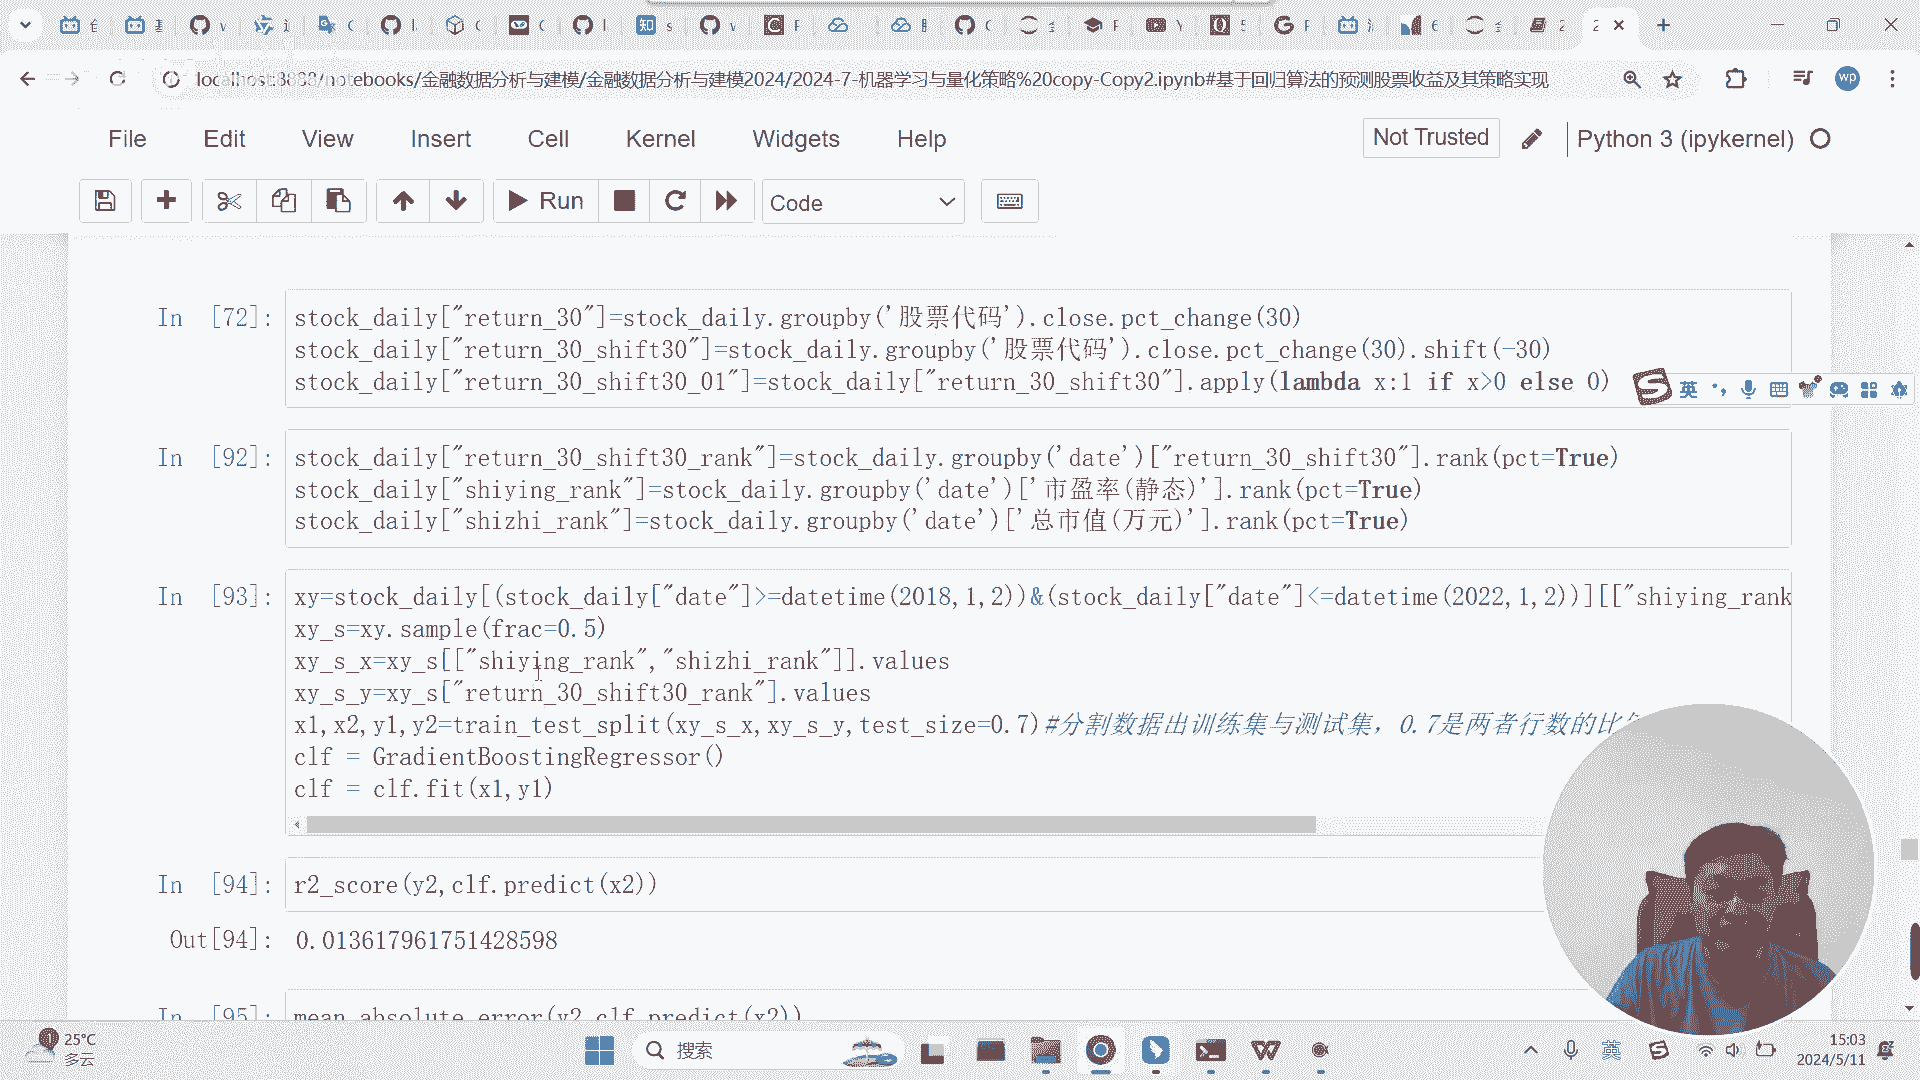 localhost:8888/notebooks/金融数据分析与建模/金融数据分析与建模2024/2024-7-机器学习与量化策略%20copy-Copy2.ipynb#基于回归算法的预测股票收益及其策略实现
wp
File Edit View Insert Cell Kernel Widgets Help
Not Trusted
Python 3 (ipykernel)
Run
Code
In [72]:
stock_daily["return_30"]=stock_daily.groupby('股票代码').close.pct_change(30)
stock_daily["return_30_shift30"]=stock_daily.groupby('股票代码').close.pct_change(30).shift(-30)
stock_daily["return_30_shift30_01"]=stock_daily["return_30_shift30"].apply(lambda x:1 if x>0 else 0)
英
In [92]:
stock_daily["return_30_shift30_rank"]=stock_daily.groupby('date')["return_30_shift30"].rank(pct=True)
stock_daily["shiying_rank"]=stock_daily.groupby('date')['市盈率(静态)'].rank(pct=True)
stock_daily["shizhi_rank"]=stock_daily.groupby('date')['总市值(万元)'].rank(pct=True)
In [93]:
xy=stock_daily[(stock_daily["date"]>=datetime(2018,1,2))&(stock_daily["date"]<=datetime(2022,1,2))][["shiying_rank
xy_s=xy.sample(frac=0.5)
xy_s_x=xy_s[["shiying_rank","shizhi_rank"]].values
xy_s_y=xy_s["return_30_shift30_rank"].values
x1,x2,y1,y2=train_test_split(xy_s_x,xy_s_y,test_size=0.7)#分割数据出训练集与测试集，0.7是两者行数的比
clf = GradientBoostingRegressor()
clf = clf.fit(x1,y1)
In [94]:
r2_score(y2,clf.predict(x2))
Out[94]:
0.013617961751428598
In [95]:
mean_absolute_error(y2,clf.predict(x2))
25°C
多云
搜索
英
15:03
2024/5/11